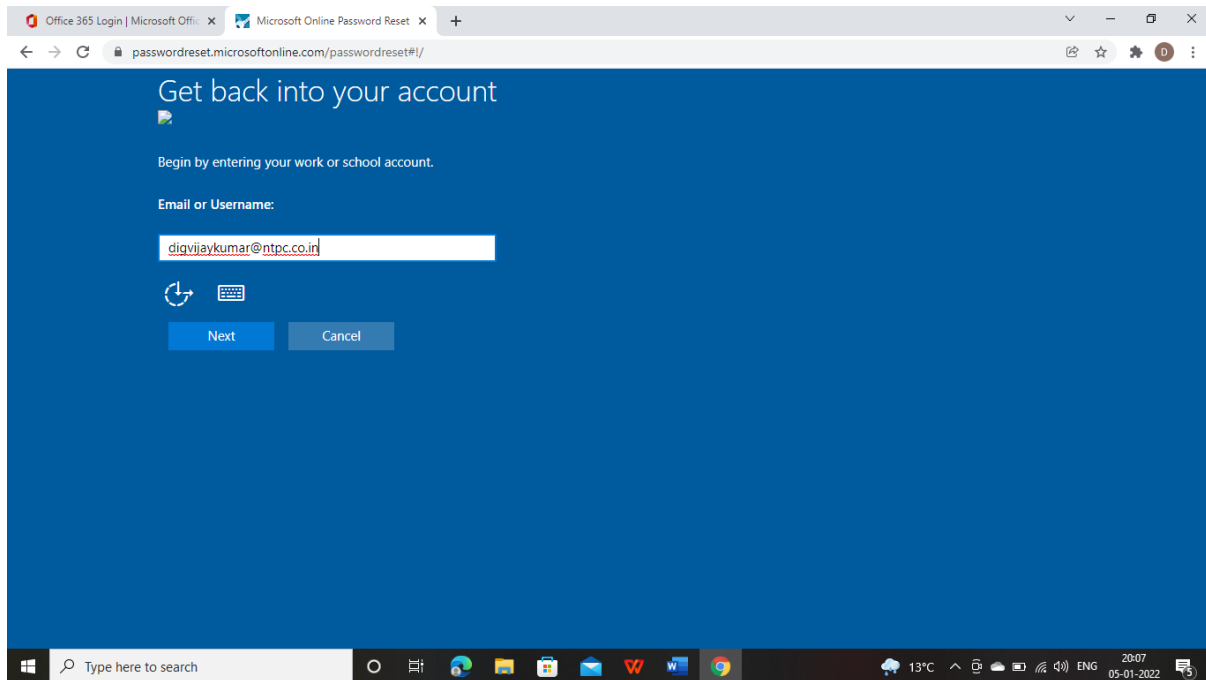 Office 365 Login | Microsoft Offic
Microsoft Online Password Reset
passwordreset.microsoftonline.com/passwordreset#!/
D
Get back into your account
Begin by entering your work or school account.
Email or Username:
digvijaykumar@ntpc.co.in
Next Cancel
Type here to search
W
W
13°C
ENG
20:07
05-01-2022
5